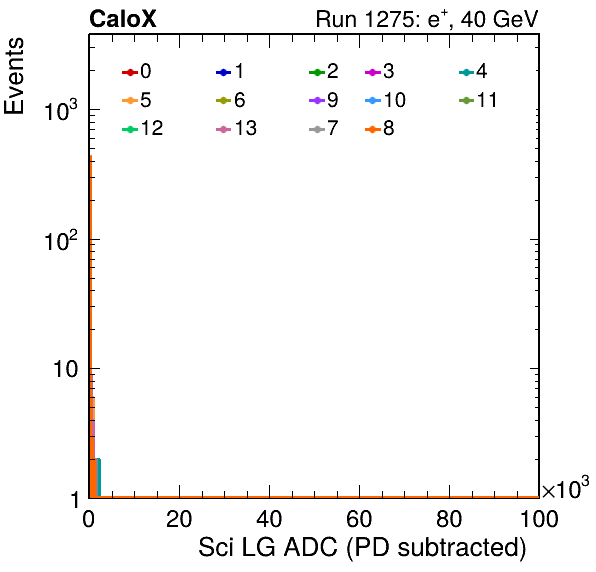 CaloX Run 1275: e⁺, 40 GeV
Events
0 1 2 3 4
5 6 9 10 11
12 13 7 8
10³
10²
10
1
0 20 40 60 80 100
×10³
Sci LG ADC (PD subtracted)